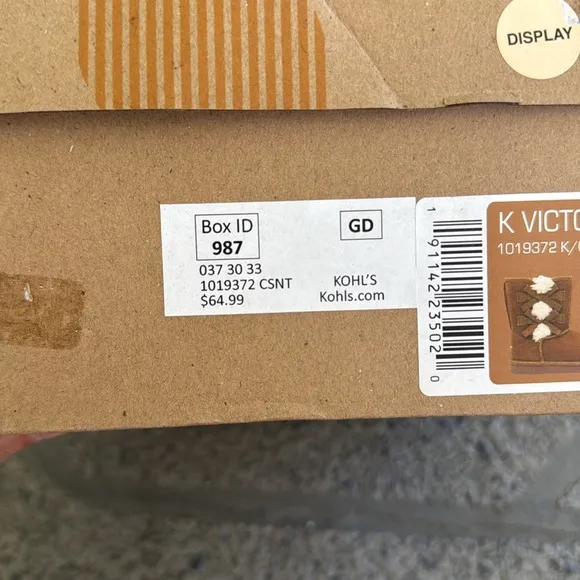 DISPLAY
Box ID
987
GD
037 30 33
1019372 CSNT
$64.99
KOHL'S
Kohls.com
1 91142 23502 0
K VICTO
1019372 K/